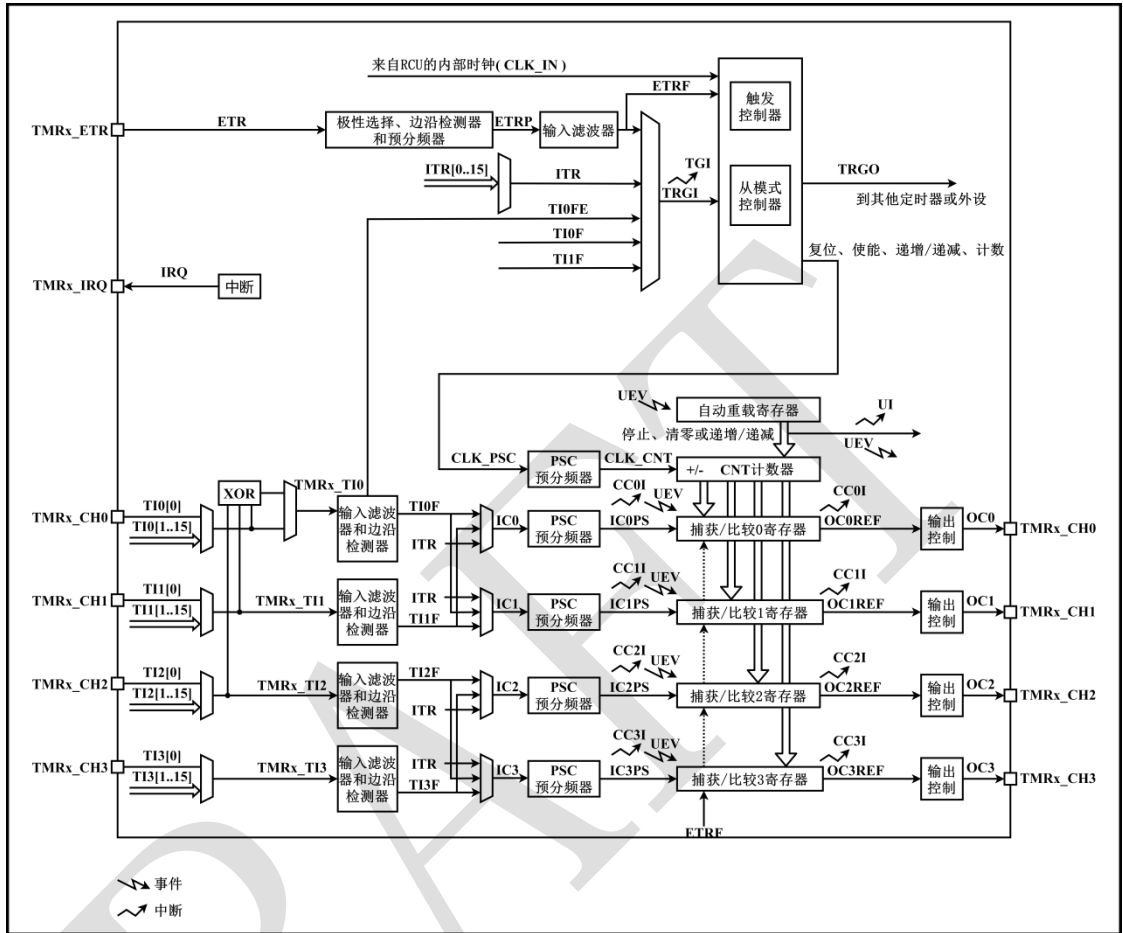 来自RCU的内部时钟( CLK_IN )
ETRF
触发
控制器
TMRx_ETR
ETR
极性选择、边沿检测器
和预分频器
ETRP
输入滤波器
ITR[0..15]
ITR
TGI
TRGI
从模式
控制器
TRGO
到其他定时器或外设
TI0FE
TI0F
TI1F
复位、使能、递增/递减、计数
TMRx_IRQ
IRQ
中断
UEV
自动重载寄存器
UI
停止、清零或递增/递减
UEV
CLK_PSC
PSC
预分频器
CLK_CNT
+/-
CNT计数器
XOR
TMRx_TI0
TMRx_CH0
TI0[0]
TI0[1..15]
输入滤波
器和边沿
检测器
TI0F
ITR
IC0
PSC
预分频器
IC0PS
CC0I
UEV
捕获/比较0寄存器
CC0I
OC0REF
输出
控制
OC0
TMRx_CH0
TMRx_CH1
TI1[0]
TI1[1..15]
TMRx_TI1
输入滤波
器和边沿
检测器
ITR
TI1F
IC1
PSC
预分频器
IC1PS
CC1I
UEV
捕获/比较1寄存器
CC1I
OC1REF
输出
控制
OC1
TMRx_CH1
TMRx_CH2
TI2[0]
TI2[1..15]
TMRx_TI2
输入滤波
器和边沿
检测器
TI2F
ITR
IC2
PSC
预分频器
IC2PS
CC2I
UEV
捕获/比较2寄存器
CC2I
OC2REF
输出
控制
OC2
TMRx_CH2
TMRx_CH3
TI3[0]
TI3[1..15]
TMRx_TI3
输入滤波
器和边沿
检测器
ITR
TI3F
IC3
PSC
预分频器
IC3PS
CC3I
UEV
捕获/比较3寄存器
CC3I
OC3REF
输出
控制
OC3
TMRx_CH3
ETRF
事件
中断
DRAFT